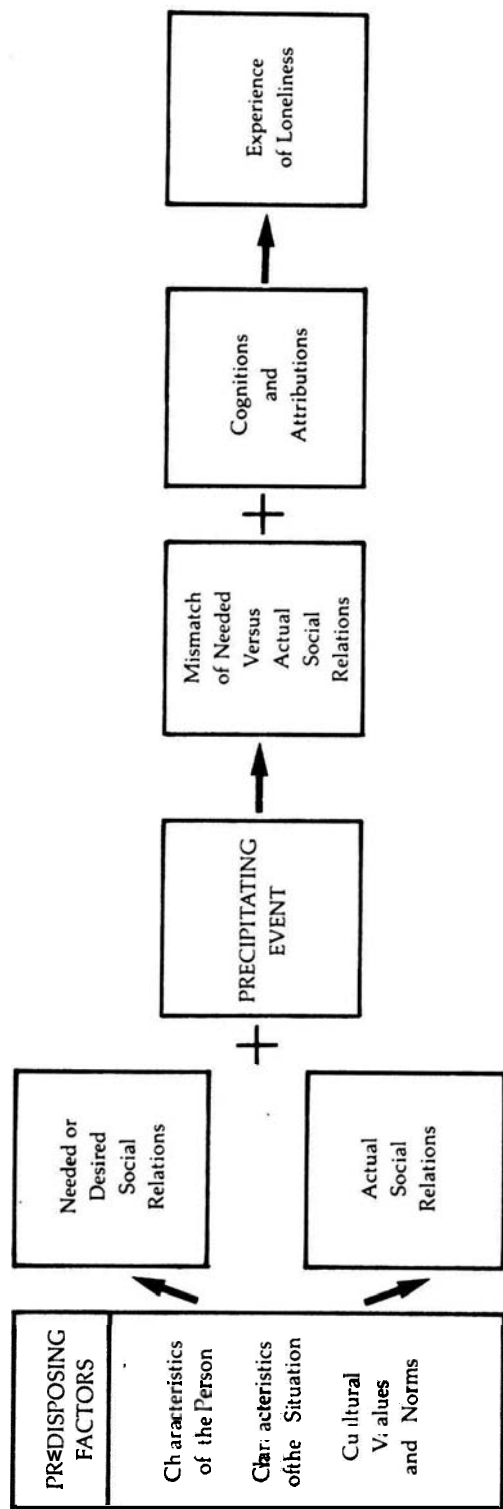 PREDISPOSING
FACTORS
Characteristics
of the Person
Characteristics
of the Situation
Cultural
Values
and Norms
Needed or
Desired
Social
Relations
Actual
Social
Relations
+
PRECIPITATING
EVENT
Mismatch
of Needed
Versus
Actual
Social
Relations
+
Cognitions
and
Attributions
Experience
of Loneliness